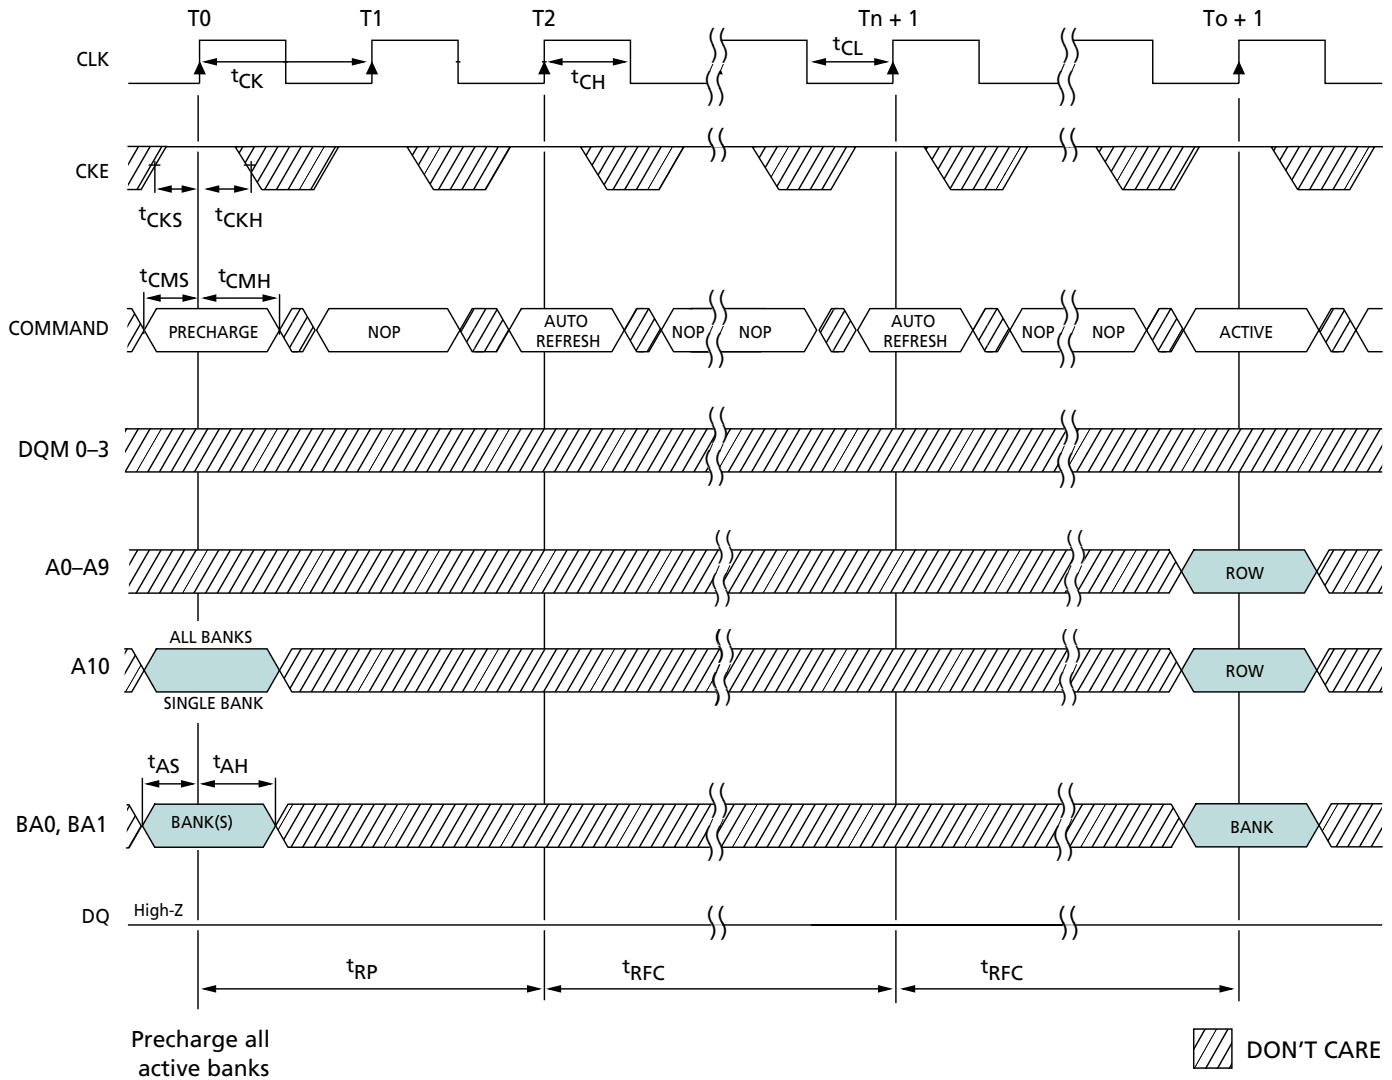 T0 T1 T2 Tn + 1 To + 1
CLK
tCK tCH tCL
CKE
tCKS tCKH
tCMS tCMH
COMMAND PRECHARGE NOP AUTO REFRESH NOP NOP AUTO REFRESH NOP NOP ACTIVE
DQM 0–3
A0–A9 ROW
ALL BANKS
A10 ROW
SINGLE BANK
tAS tAH
BA0, BA1 BANK(S) BANK
DQ High-Z
tRP tRFC tRFC
Precharge all
active banks
DON'T CARE